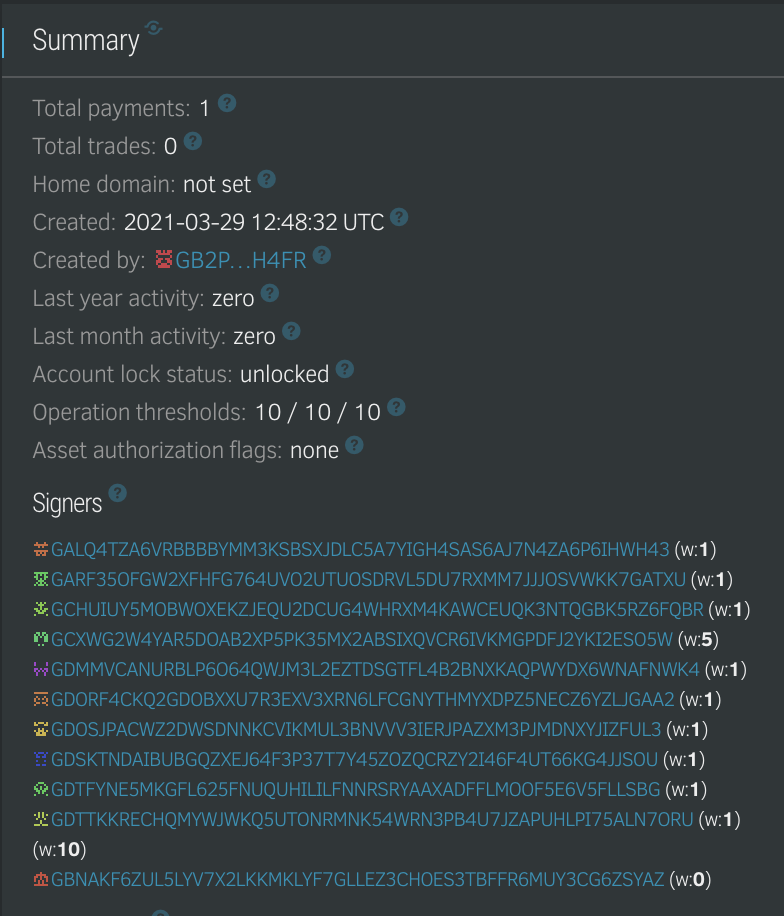 Summary
Total payments: 1 ?
Total trades: 0 ?
Home domain: not set ?
Created: 2021-03-29 12:48:32 UTC ?
Created by: GB2P…H4FR ?
Last year activity: zero ?
Last month activity: zero ?
Account lock status: unlocked ?
Operation thresholds: 10 / 10 / 10 ?
Asset authorization flags: none ?
Signers ?
GALQ4TZA6VRBBBBYMM3KSBSXJDLC5A7YIGH4SAS6AJ7N4ZA6P6IHWH43 (w:1)
GARF35OFGW2XFHFG764UVO2UTUOSDRVL5DU7RXMM7JJJOSVWKK7GATXU (w:1)
GCHUIUY5MOBWOXEKZJEQU2DCUG4WHRXM4KAWCEUQK3NTQGBK5RZ6FQBR (w:1)
GCXWG2W4YAR5DOAB2XP5PK35MX2ABSIXQVCR6IVKMGPDFJ2YKI2ESO5W (w:5)
GDMMVCANURBLP6O64QWJM3L2EZTDSGTFL4B2BNXKAQPWYDX6WNAFNWK4 (w:1)
GDORF4CKQ2GDOBXXU7R3EXV3XRN6LFCGNYTHMYXDPZ5NECZ6YZLJGAA2 (w:1)
GDOSJPACWZ2DWSDNNKCVIKMUL3BNVVV3IERJPAZXM3PJMDNXYJIZFUL3 (w:1)
GDSKTNDAIBUBGQZXEJ64F3P37T7Y45ZOZQCRZY2I46F4UT66KG4JJSOU (w:1)
GDTFYNE5MKGFL625FNUQUHILILFNNRSRYAAXADFFLMOOF5E6V5FLLSBG (w:1)
GDTTKKRECHQMYWJWKQ5UTONRMNK54WRN3PB4U7JZAPUHLPI75ALN7ORU (w:1)
(w:10)
GBNAKF6ZUL5LYV7X2LKKMKLYF7GLLEZ3CHOES3TBFFR6MUY3CG6ZSYAZ (w:0)